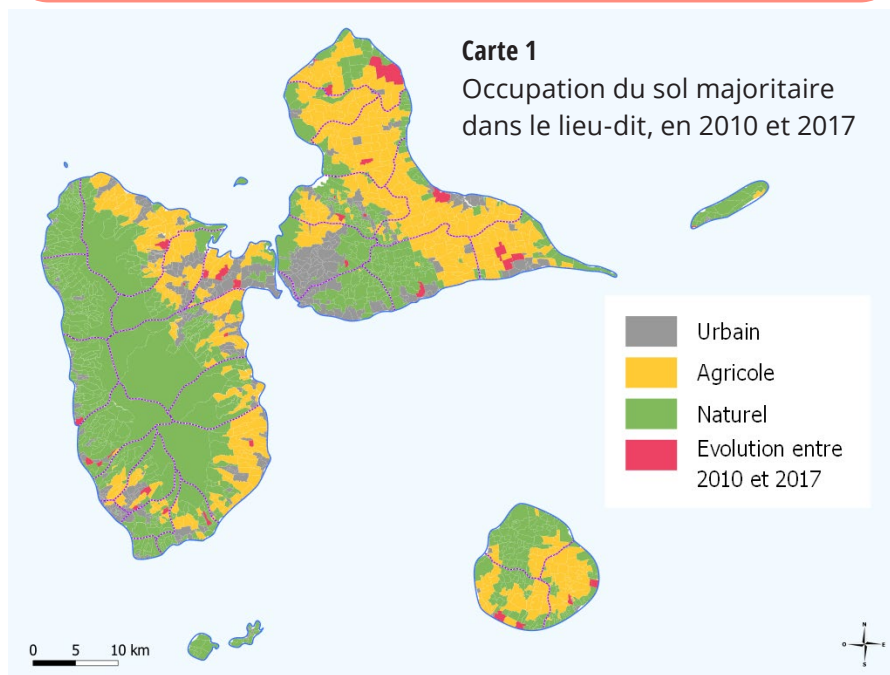 Carte 1
Occupation du sol majoritaire
dans le lieu-dit, en 2010 et 2017
Urbain
Agricole
Naturel
Evolution entre
2010 et 2017
0 5 10 km
N
O E
S